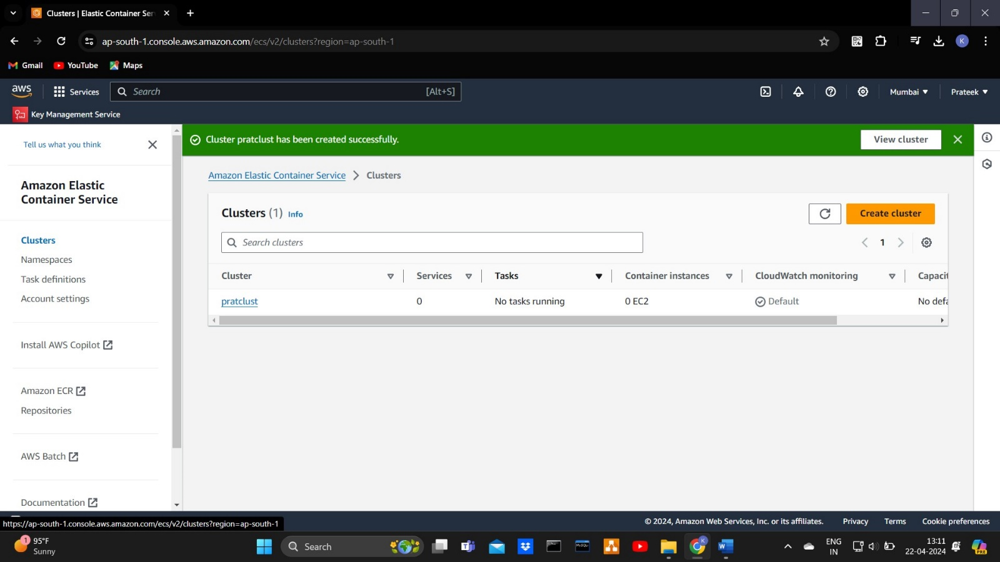 Clusters | Elastic Container Ser
ap-south-1.console.aws.amazon.com/ecs/v2/clusters?region=ap-south-1
K
Gmail
YouTube
Maps
aws
Services
Search
[Alt+S]
Mumbai
Prateek
Key Management Service
Tell us what you think
Cluster pratclust has been created successfully.
View cluster
Amazon Elastic Container Service
Clusters
Amazon Elastic
Container Service
Clusters (1)
Info
Create cluster
Search clusters
1
Clusters
Namespaces
Task definitions
Account settings
Cluster
Services
Tasks
Container instances
CloudWatch monitoring
Capacit
pratclust
0
No tasks running
0 EC2
Default
No defa
Install AWS Copilot
Amazon ECR
Repositories
AWS Batch
Documentation
https://ap-south-1.console.aws.amazon.com/ecs/v2/clusters?region=ap-south-1
© 2024, Amazon Web Services, Inc. or its affiliates.
Privacy
Terms
Cookie preferences
1
95°F
Sunny
Search
K
ENG
IN
13:11
22-04-2024
PRE